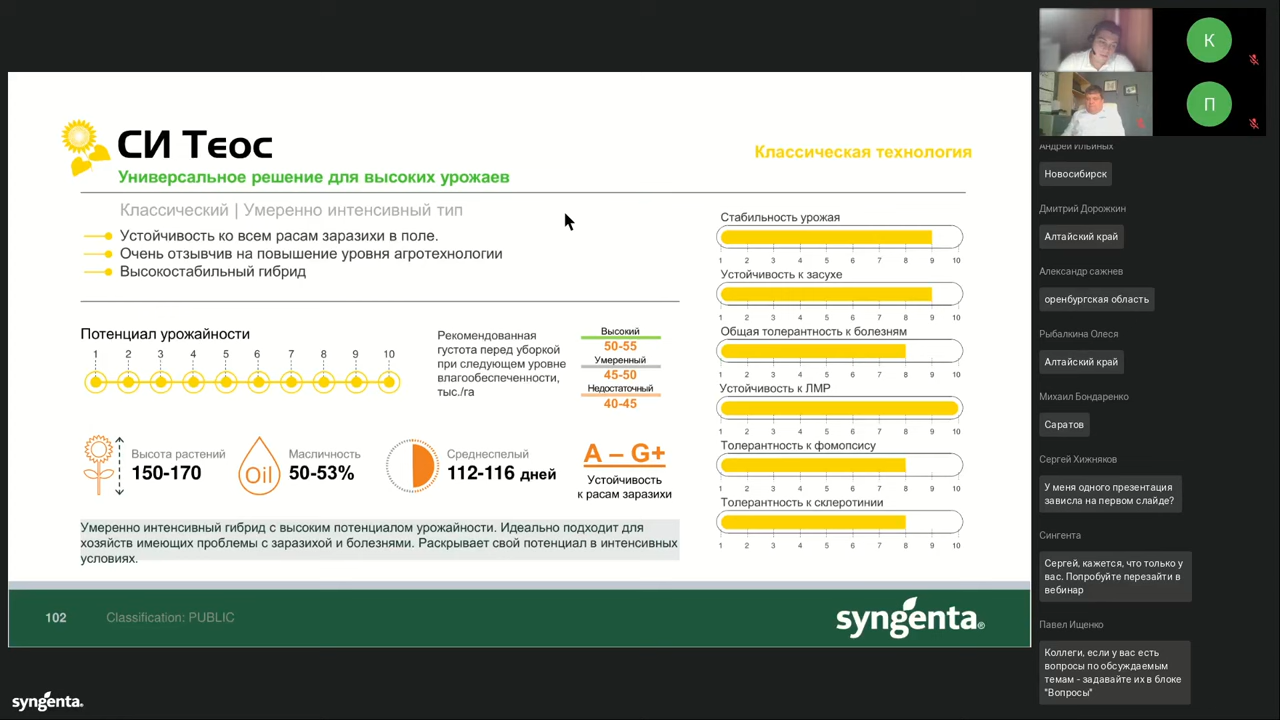 СИ Теос
Универсальное решение для высоких урожаев
Классическая технология
Классический | Умеренно интенсивный тип
Устойчивость ко всем расам заразихи в поле.
Очень отзывчив на повышение уровня агротехнологии
Высокостабильный гибрид
Потенциал урожайности
1 2 3 4 5 6 7 8 9 10
Рекомендованная
густота перед уборкой
при следующем уровне
влагообеспеченности,
тыс./га
Высокий
50-55
Умеренный
45-50
Недостаточный
40-45
Высота растений
150-170
Oil
Масличность
50-53%
Среднеспелый
112-116 дней
A – G+
Устойчивость
к расам заразихи
Умеренно интенсивный гибрид с высоким потенциалом урожайности. Идеально подходит для
хозяйств имеющих проблемы с заразихой и болезнями. Раскрывает свой потенциал в интенсивных
условиях.
Стабильность урожая
1 2 3 4 5 6 7 8 9 10
Устойчивость к засухе
1 2 3 4 5 6 7 8 9 10
Общая толерантность к болезням
1 2 3 4 5 6 7 8 9 10
Устойчивость к ЛМР
1 2 3 4 5 6 7 8 9 10
Толерантность к фомопсису
1 2 3 4 5 6 7 8 9 10
Толерантность к склеротинии
1 2 3 4 5 6 7 8 9 10
102
Classification: PUBLIC
syngenta®
syngenta.
К
П
Андрей Ильиных
Новосибирск
Дмитрий Дорожкин
Алтайский край
Александр сажнев
оренбургская область
Рыбалкина Олеся
Алтайский край
Михаил Бондаренко
Саратов
Сергей Хижняков
У меня одного презентация
зависла на первом слайде?
Сингента
Сергей, кажется, что только у
вас. Попробуйте перезайти в
вебинар
Павел Ищенко
Коллеги, если у вас есть
вопросы по обсуждаемым
темам - задавайте их в блоке
"Вопросы"